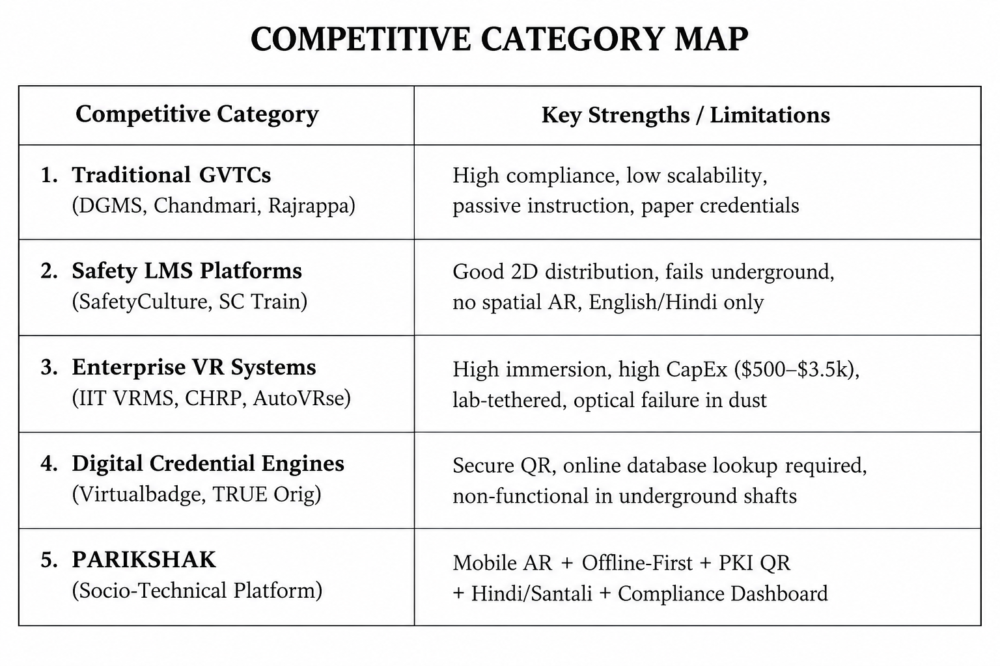 COMPETITIVE CATEGORY MAP
Competitive Category
Key Strengths / Limitations
1. Traditional GVTCs
(DGMS, Chandmari, Rajrappa)
High compliance, low scalability,
passive instruction, paper credentials
2. Safety LMS Platforms
(SafetyCulture, SC Train)
Good 2D distribution, fails underground,
no spatial AR, English/Hindi only
3. Enterprise VR Systems
(IIT VRMS, CHRP, AutoVRse)
High immersion, high CapEx ($500–$3.5k),
lab-tethered, optical failure in dust
4. Digital Credential Engines
(Virtualbadge, TRUE Orig)
Secure QR, online database lookup required,
non-functional in underground shafts
5. PARIKSHAK
(Socio-Technical Platform)
Mobile AR + Offline-First + PKI QR
+ Hindi/Santali + Compliance Dashboard